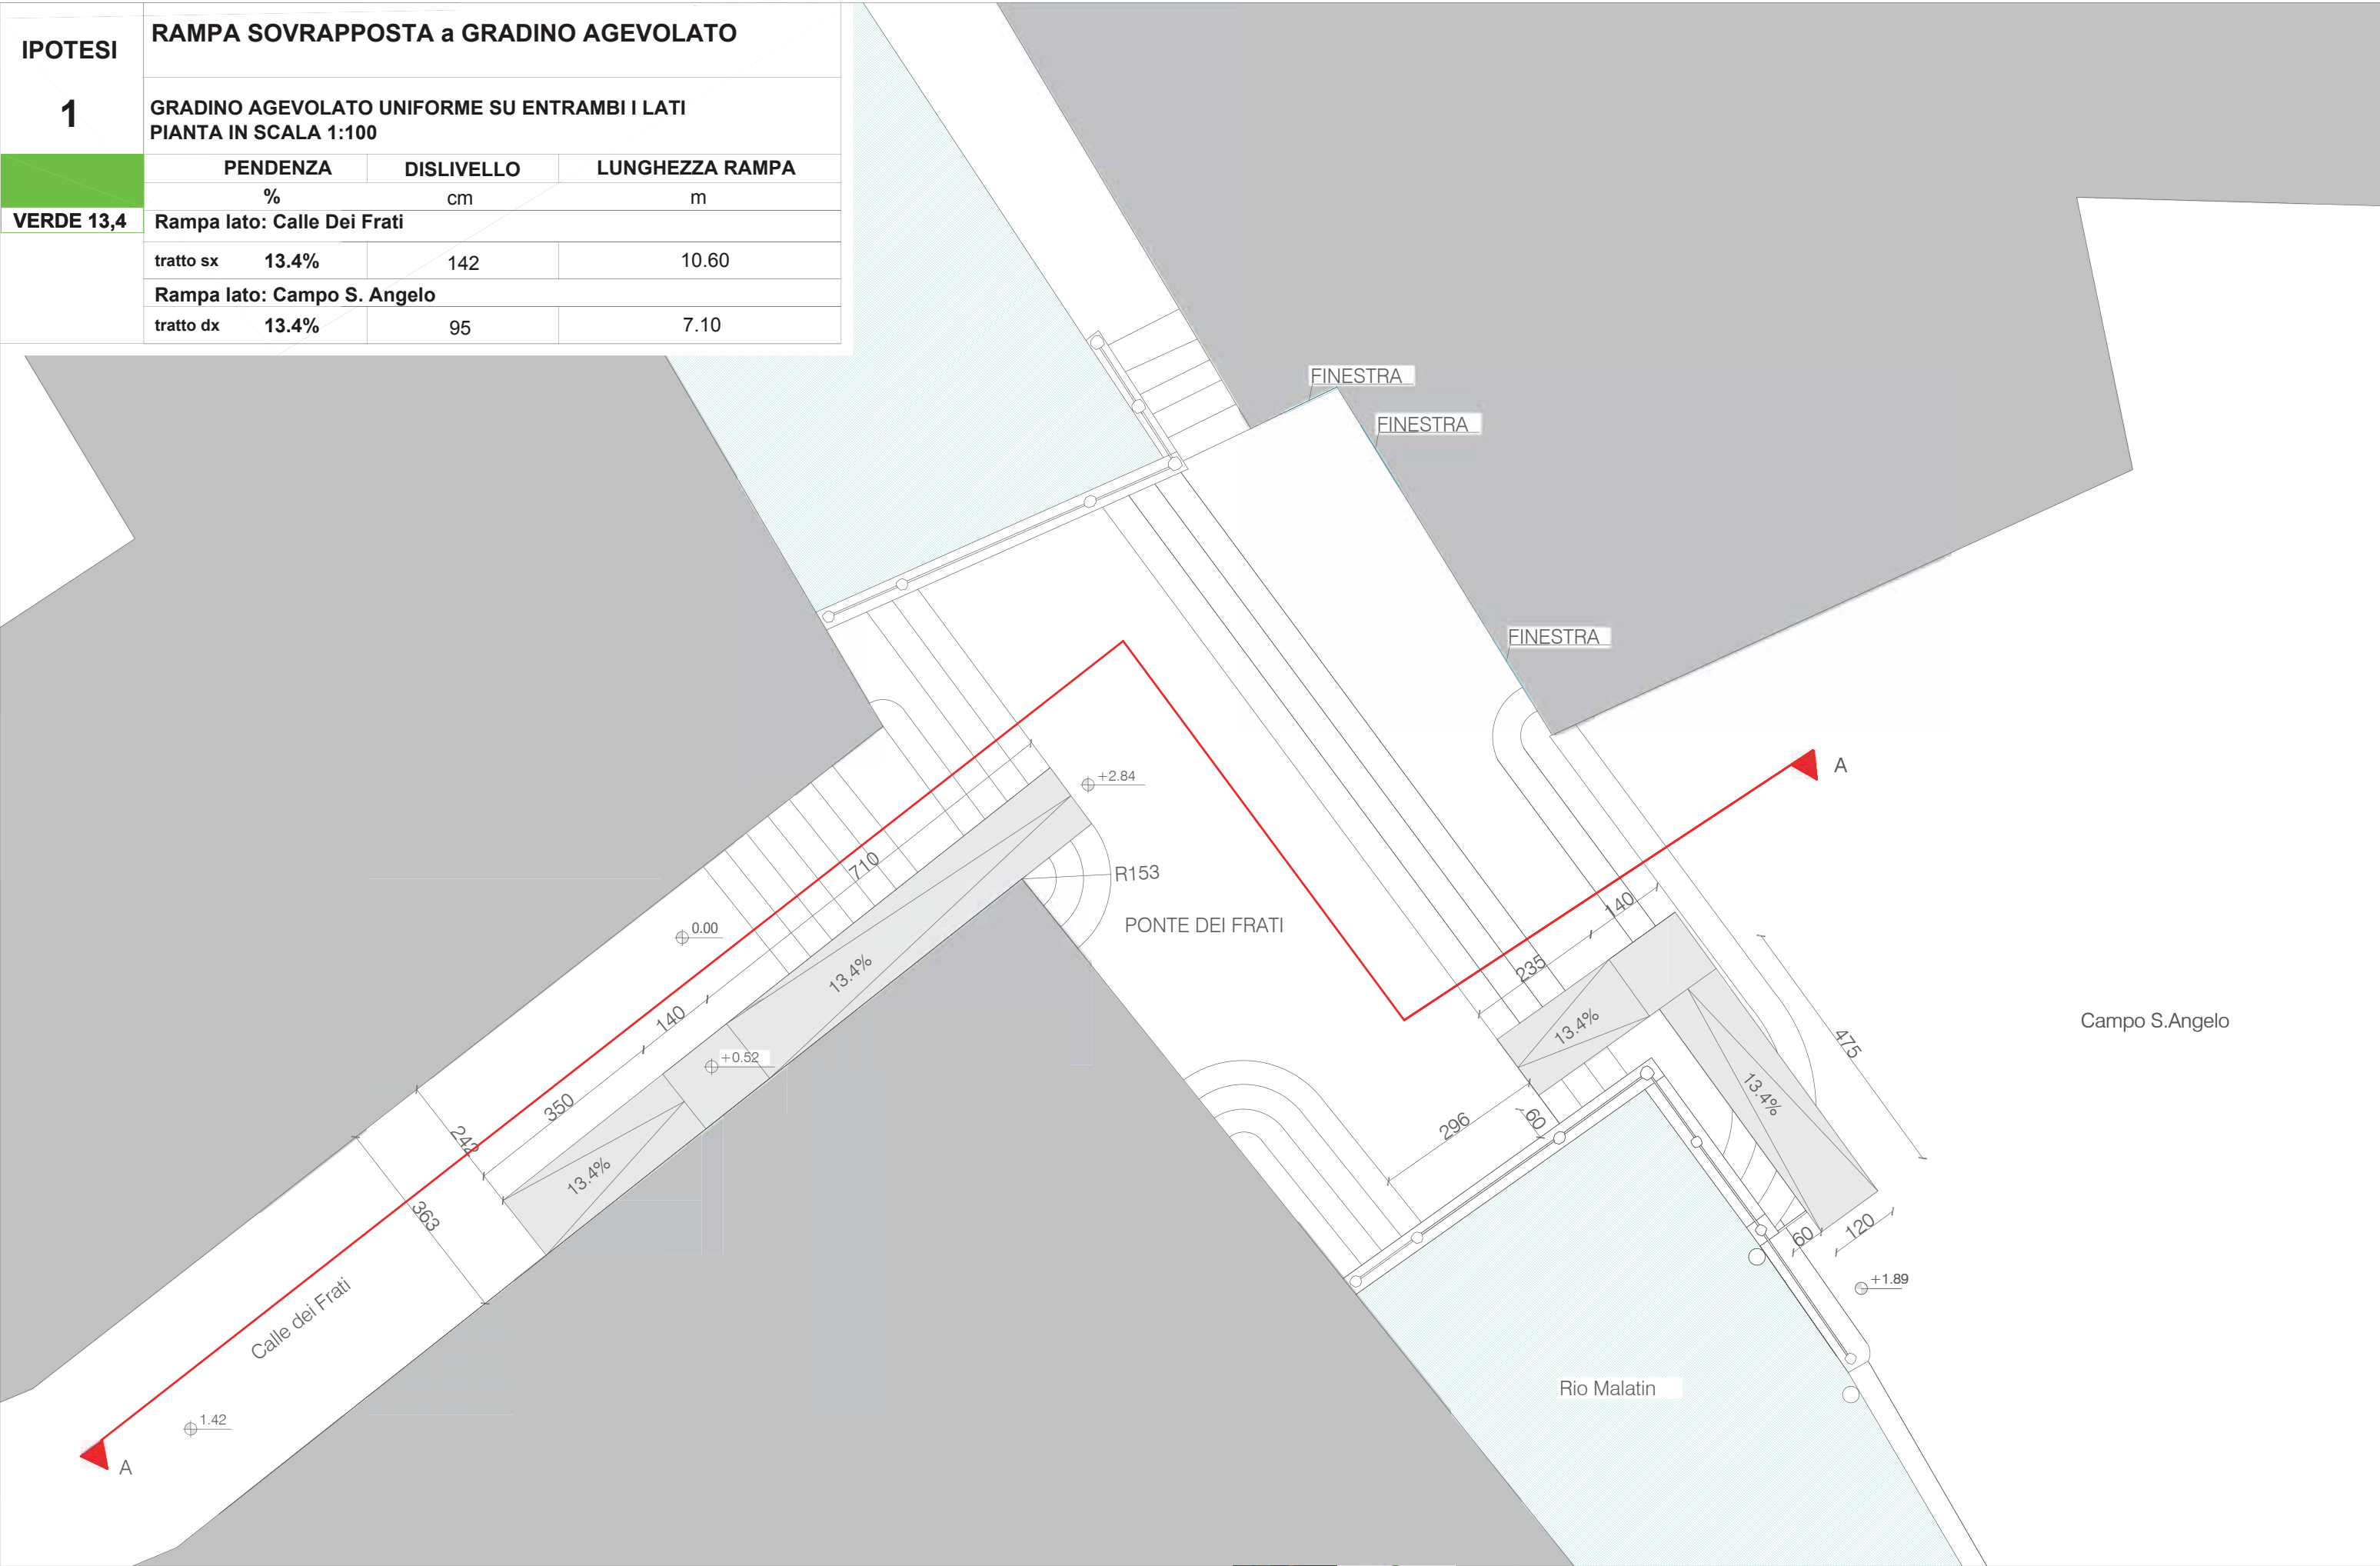 IPOTESI
1
VERDE 13,4
RAMPA SOVRAPPOSTA a GRADINO AGEVOLATO
GRADINO AGEVOLATO UNIFORME SU ENTRAMBI I LATI
PIANTA IN SCALA 1:100
PENDENZA DISLIVELLO LUNGHEZZA RAMPA
% cm m
Rampa lato: Calle Dei Frati
tratto sx 13.4% 142 10.60
Rampa lato: Campo S. Angelo
tratto dx 13.4% 95 7.10
FINESTRA
FINESTRA
FINESTRA
A
+2.84
710
R153
PONTE DEI FRATI
0.00
13.4%
140
+0.52
350
242
13.4%
363
Calle dei Frati
1.42
A
140
235
13.4%
475
Campo S.Angelo
13.4%
296
60
60
120
+1.89
Rio Malatin